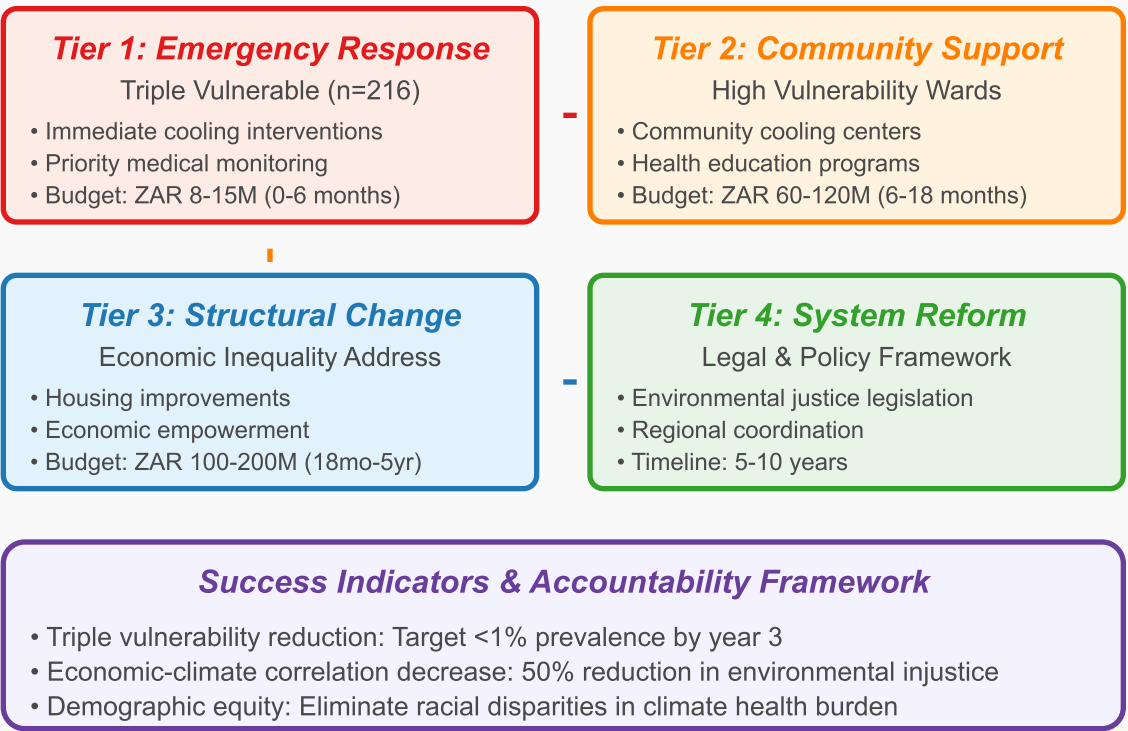 Tier 1: Emergency Response
Triple Vulnerable (n=216)
• Immediate cooling interventions
• Priority medical monitoring
• Budget: ZAR 8-15M (0-6 months)
Tier 2: Community Support
High Vulnerability Wards
• Community cooling centers
• Health education programs
• Budget: ZAR 60-120M (6-18 months)
Tier 3: Structural Change
Economic Inequality Address
• Housing improvements
• Economic empowerment
• Budget: ZAR 100-200M (18mo-5yr)
Tier 4: System Reform
Legal & Policy Framework
• Environmental justice legislation
• Regional coordination
• Timeline: 5-10 years
Success Indicators & Accountability Framework
• Triple vulnerability reduction: Target <1% prevalence by year 3
• Economic-climate correlation decrease: 50% reduction in environmental injustice
• Demographic equity: Eliminate racial disparities in climate health burden